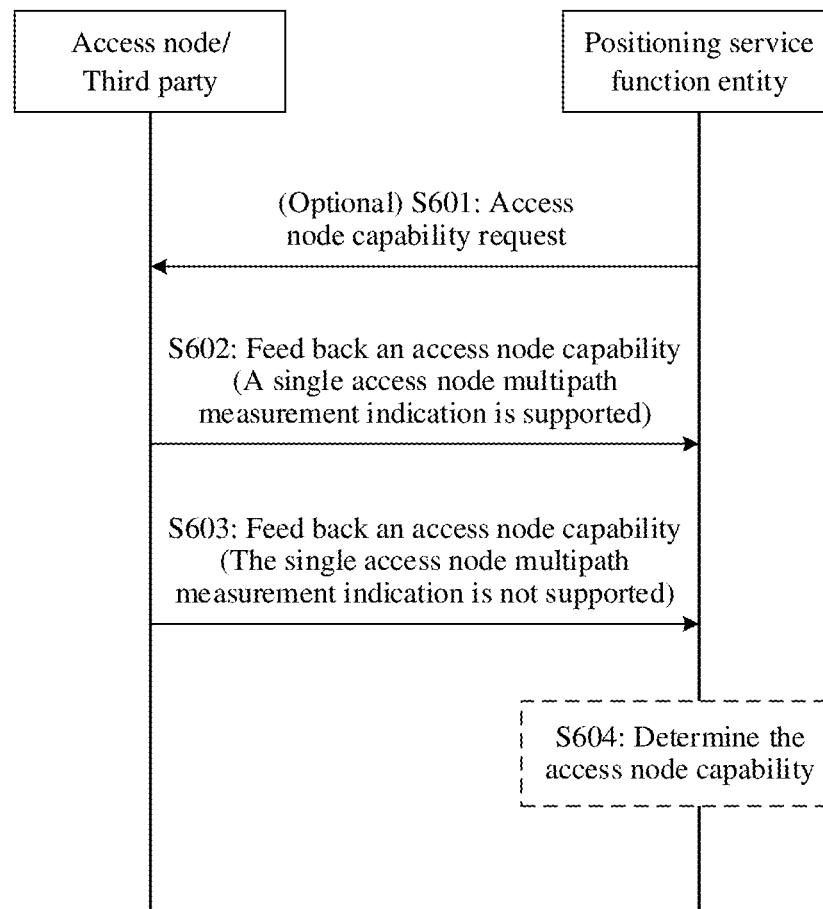 Access node/
Third party
Positioning service
function entity
(Optional) S601: Access
node capability request
S602: Feed back an access node capability
(A single access node multipath
measurement indication is supported)
S603: Feed back an access node capability
(The single access node multipath
measurement indication is not supported)
S604: Determine the
access node capability